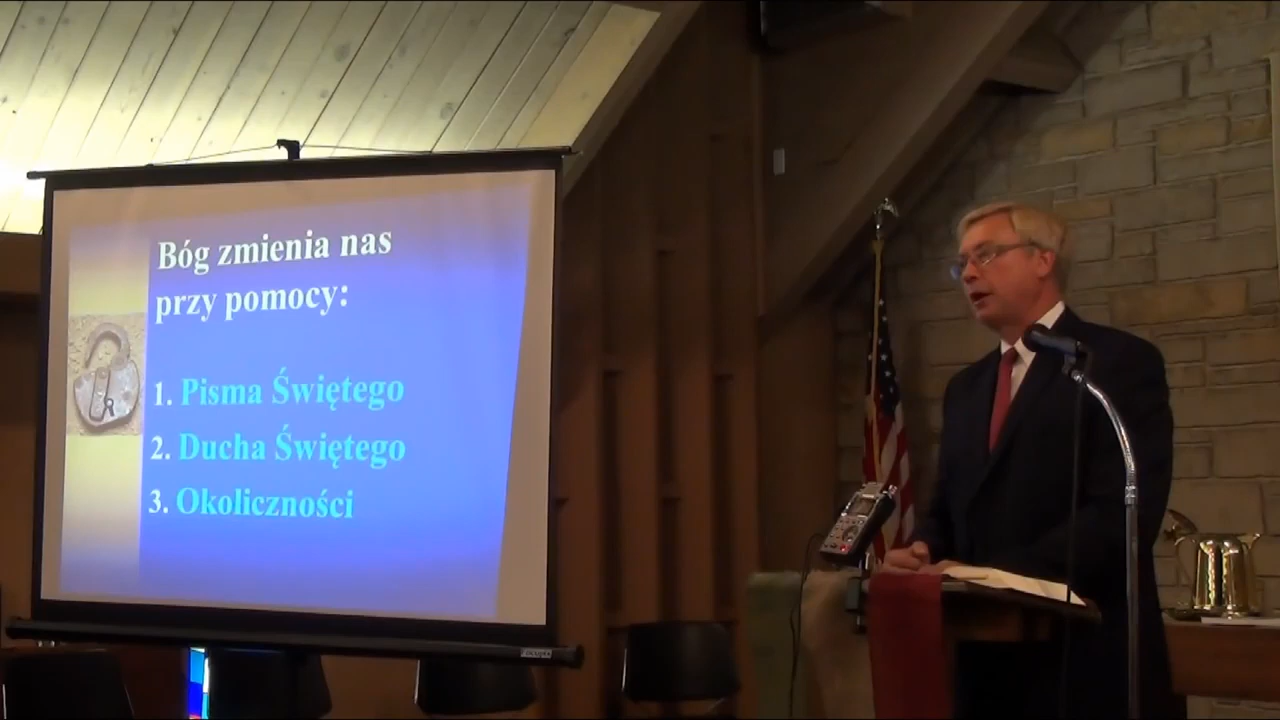 Bóg zmienia nas
przy pomocy:
1. Pisma Świętego
2. Ducha Świętego
3. Okoliczności